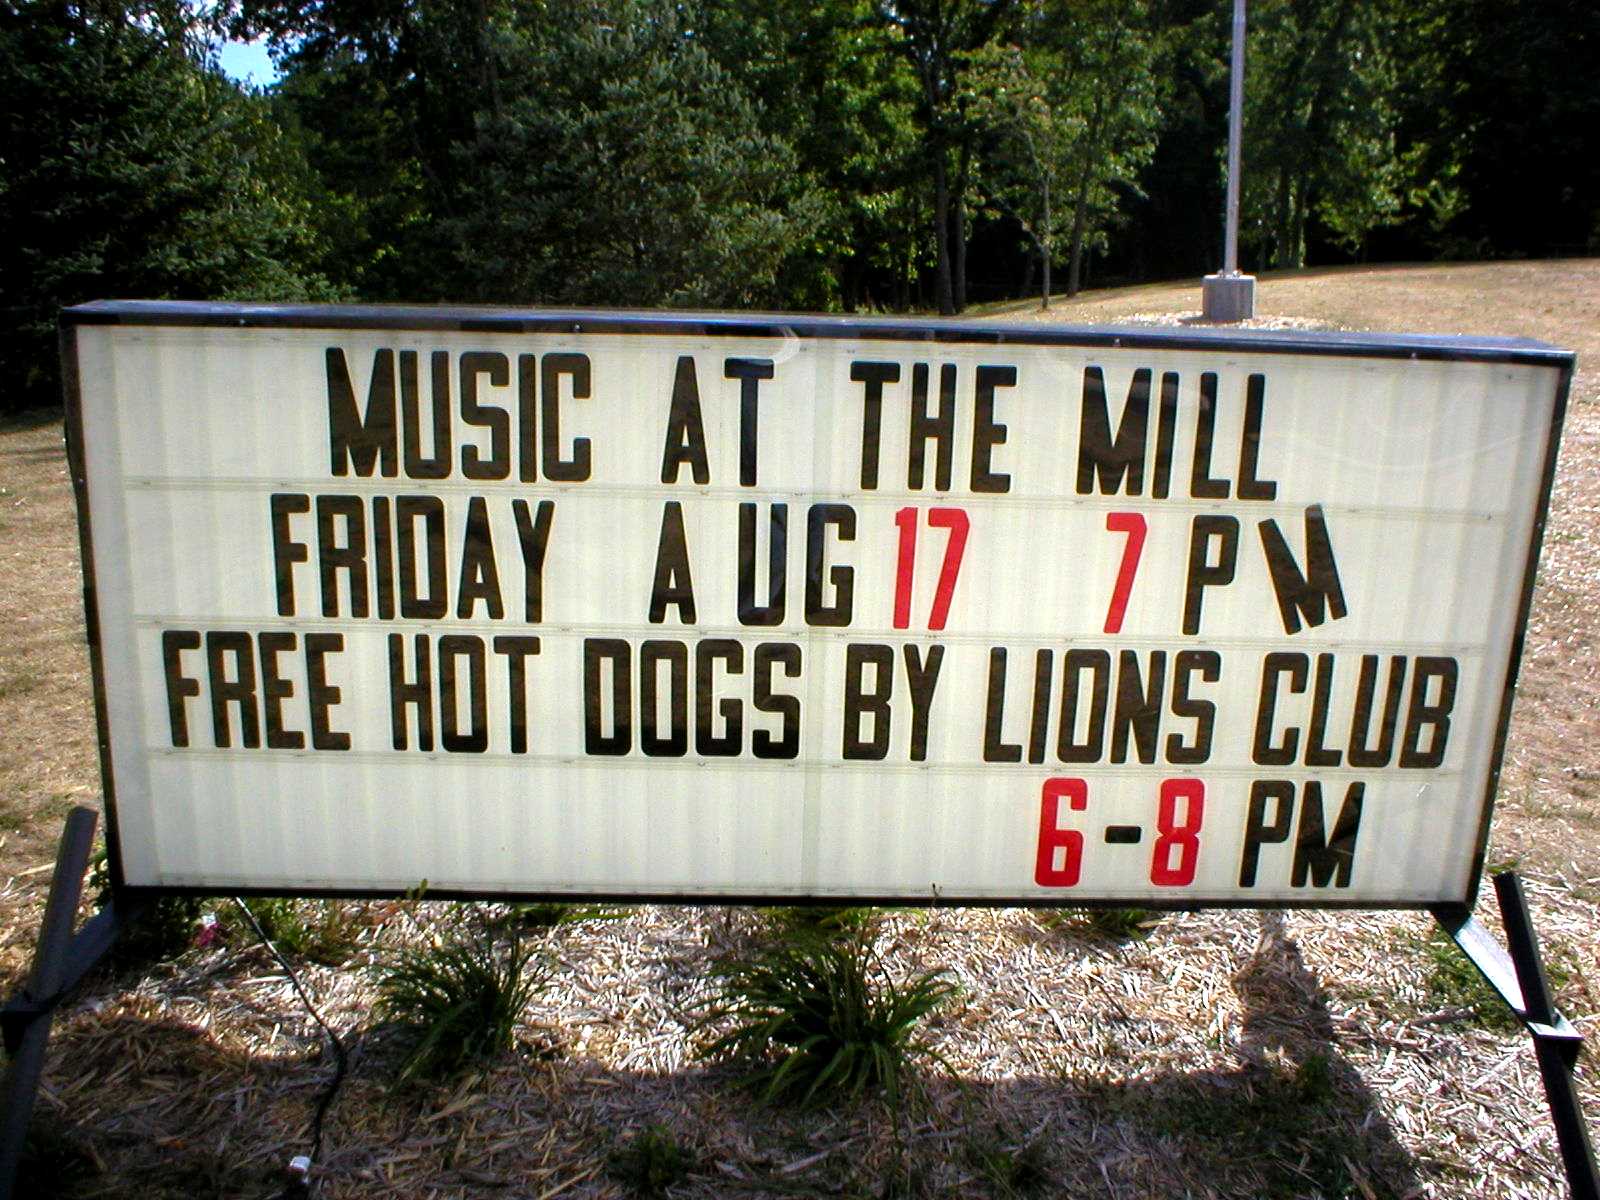 MUSIC AT THE MILL
FRIDAY AUG 17 7 PM
FREE HOT DOGS BY LIONS CLUB
6-8 PM